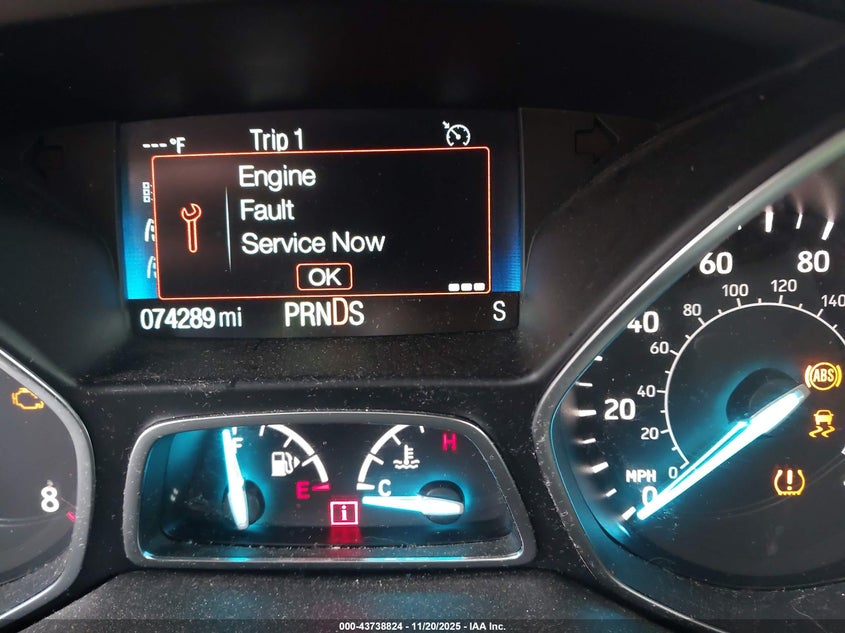 ---°F Trip 1
Engine
Fault
Service Now
OK
074289 mi PRNDS S
60 80
100 120 140
40 80
60
20 40
20
MPH 0
0
ABS
8
F E
C H
i
000-43738824 | 11/20/2025 - IAA Inc.